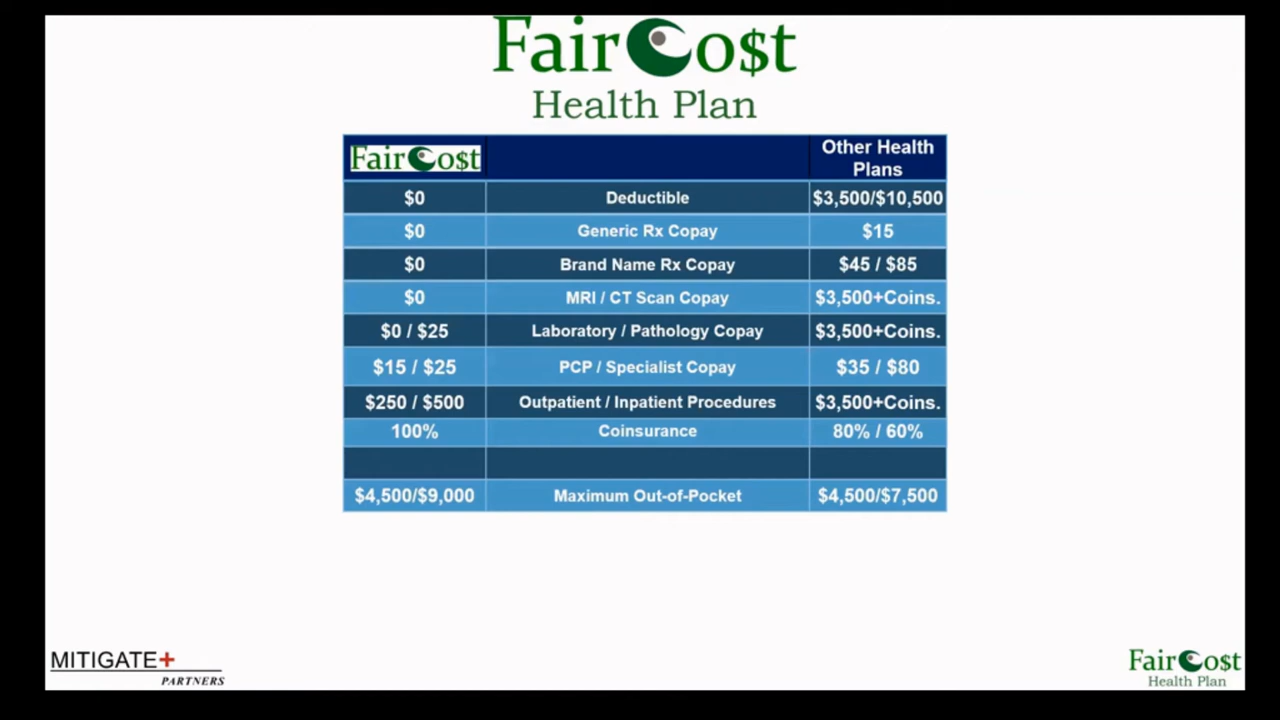 FairCo$t
Health Plan
FairCo$t Other Health Plans
$0 Deductible $3,500/$10,500
$0 Generic Rx Copay $15
$0 Brand Name Rx Copay $45 / $85
$0 MRI / CT Scan Copay $3,500+Coins.
$0 / $25 Laboratory / Pathology Copay $3,500+Coins.
$15 / $25 PCP / Specialist Copay $35 / $80
$250 / $500 Outpatient / Inpatient Procedures $3,500+Coins.
100% Coinsurance 80% / 60%
$4,500/$9,000 Maximum Out-of-Pocket $4,500/$7,500
MITIGATE+
PARTNERS
FairCo$t
Health Plan